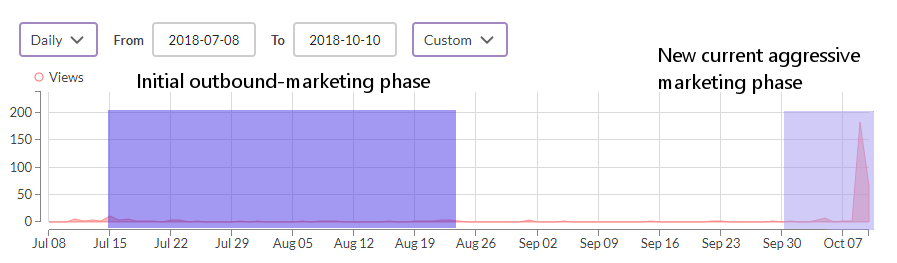 Daily From 2018-07-08 To 2018-10-10 Custom
New current aggressive
marketing phase
Views
Initial outbound-marketing phase
200
150
100
50
0
Jul 08 Jul 15 Jul 22 Jul 29 Aug 05 Aug 12 Aug 19 Aug 26 Sep 02 Sep 09 Sep 16 Sep 23 Sep 30 Oct 07